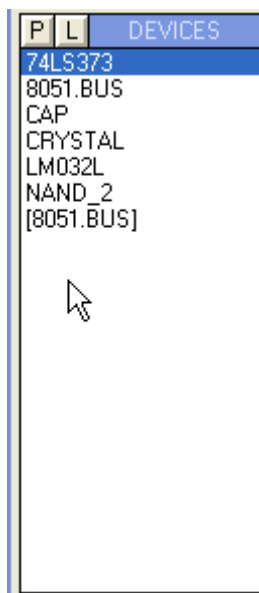 P L DEVICES
74LS373
8051.BUS
CAP
CRYSTAL
LM032L
NAND_2
[8051.BUS]